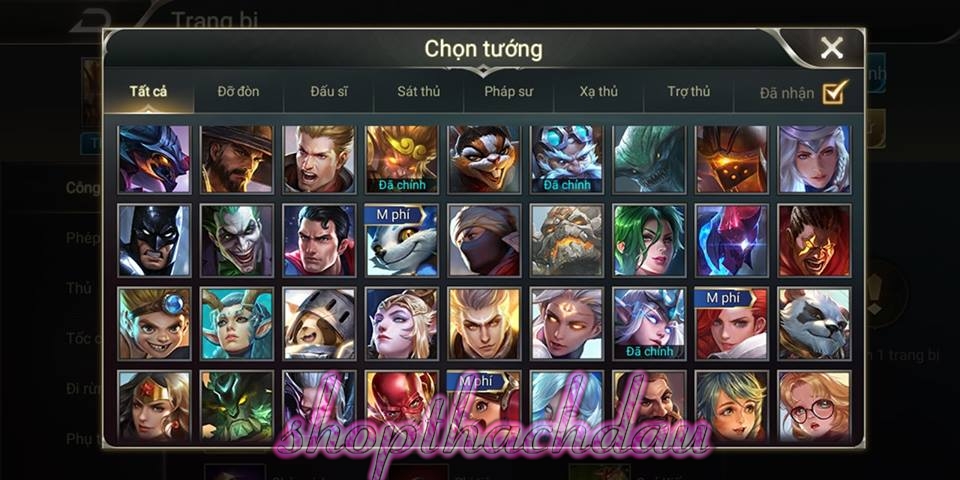 Trang bị
Chọn tướng
Tất cả Đỡ đòn Đấu sĩ Sát thủ Pháp sư Xạ thủ Trợ thủ Đã nhận
Công
Đã chỉnh Đã chỉnh
M phí
Phép
Thủ
M phí
Tốc
Đã chỉnh
1 trang bị
Đi rừn
M phí
Phụ
shop1hachdau